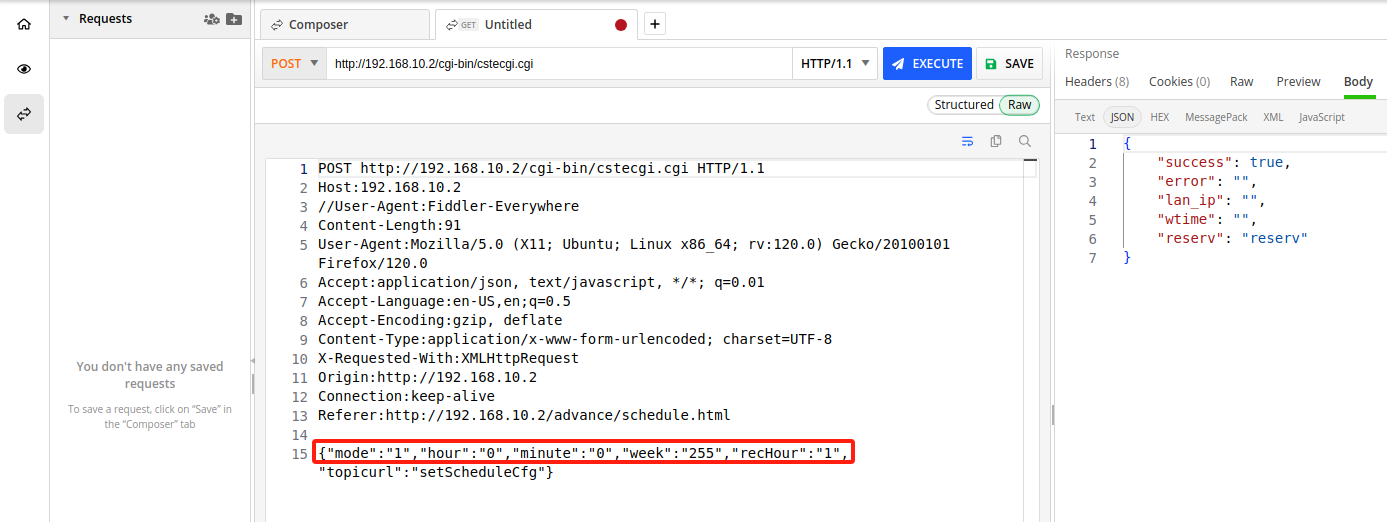 Requests
Composer
GET Untitled
+
POST http://192.168.10.2/cgi-bin/cstecgi.cgi HTTP/1.1 EXECUTE SAVE
Structured Raw
1 POST http://192.168.10.2/cgi-bin/cstecgi.cgi HTTP/1.1
2 Host:192.168.10.2
3 //User-Agent:Fiddler-Everywhere
4 Content-Length:91
5 User-Agent:Mozilla/5.0 (X11; Ubuntu; Linux x86_64; rv:120.0) Gecko/20100101
Firefox/120.0
6 Accept:application/json, text/javascript, */*; q=0.01
7 Accept-Language:en-US,en;q=0.5
8 Accept-Encoding:gzip, deflate
9 Content-Type:application/x-www-form-urlencoded; charset=UTF-8
10 X-Requested-With:XMLHttpRequest
11 Origin:http://192.168.10.2
12 Connection:keep-alive
13 Referer:http://192.168.10.2/advance/schedule.html
14
15 {"mode":"1","hour":"0","minute":"0","week":"255","recHour":"1",
"topicurl":"setScheduleCfg"}
You don't have any saved
requests
To save a request, click on “Save” in
the “Composer” tab
Response
Headers (8) Cookies (0) Raw Preview Body
Text JSON HEX MessagePack XML JavaScript
1 {
2 "success": true,
3 "error": "",
4 "lan_ip": "",
5 "wtime": "",
6 "reserv": "reserv"
7 }